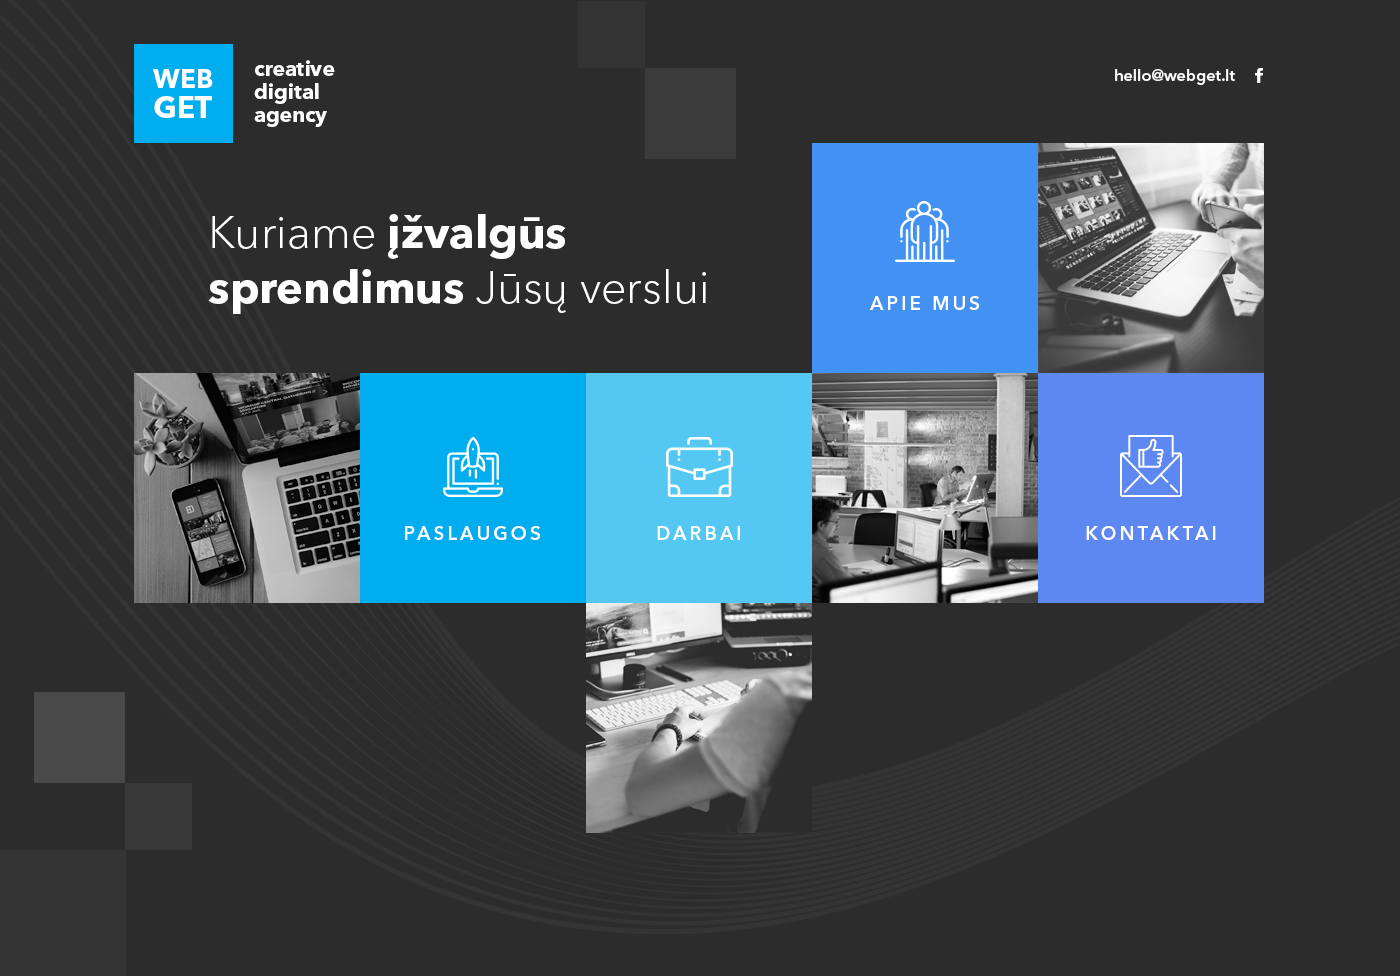 WEB
GET
creative
digital
agency
hello@webget.lt
Kuriame įžvalgūs
sprendimus Jūsų verslui
APIE MUS
PASLAUGOS
DARBAI
KONTAKTAI